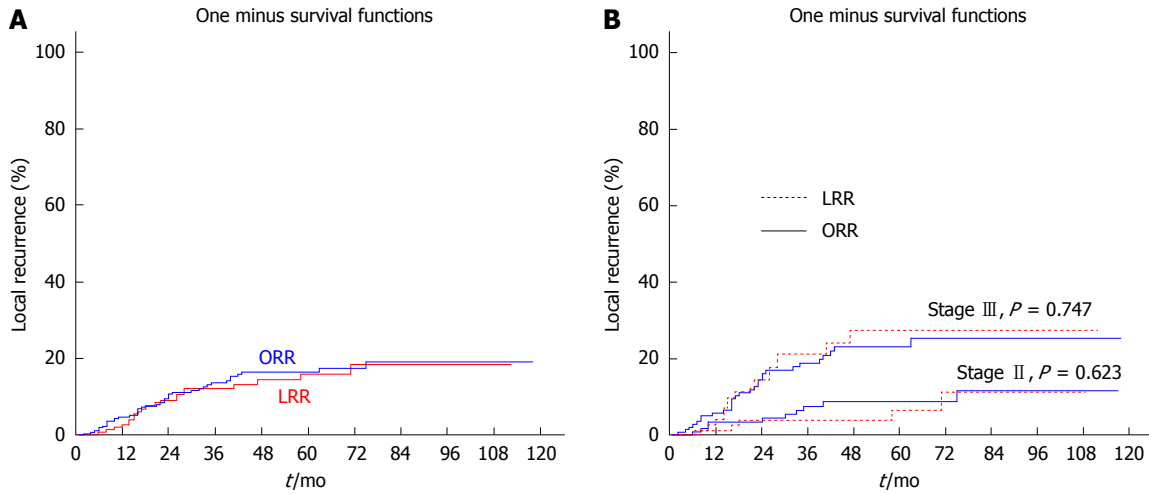 A
One minus survival functions
Local recurrence (%)
100
80
60
40
20
0
ORR
LRR
0 12 24 36 48 60 72 84 96 108 120
t/mo
B
One minus survival functions
Local recurrence (%)
100
80
60
40
20
0
LRR
ORR
Stage Ⅲ, P = 0.747
Stage Ⅱ, P = 0.623
0 12 24 36 48 60 72 84 96 108 120
t/mo